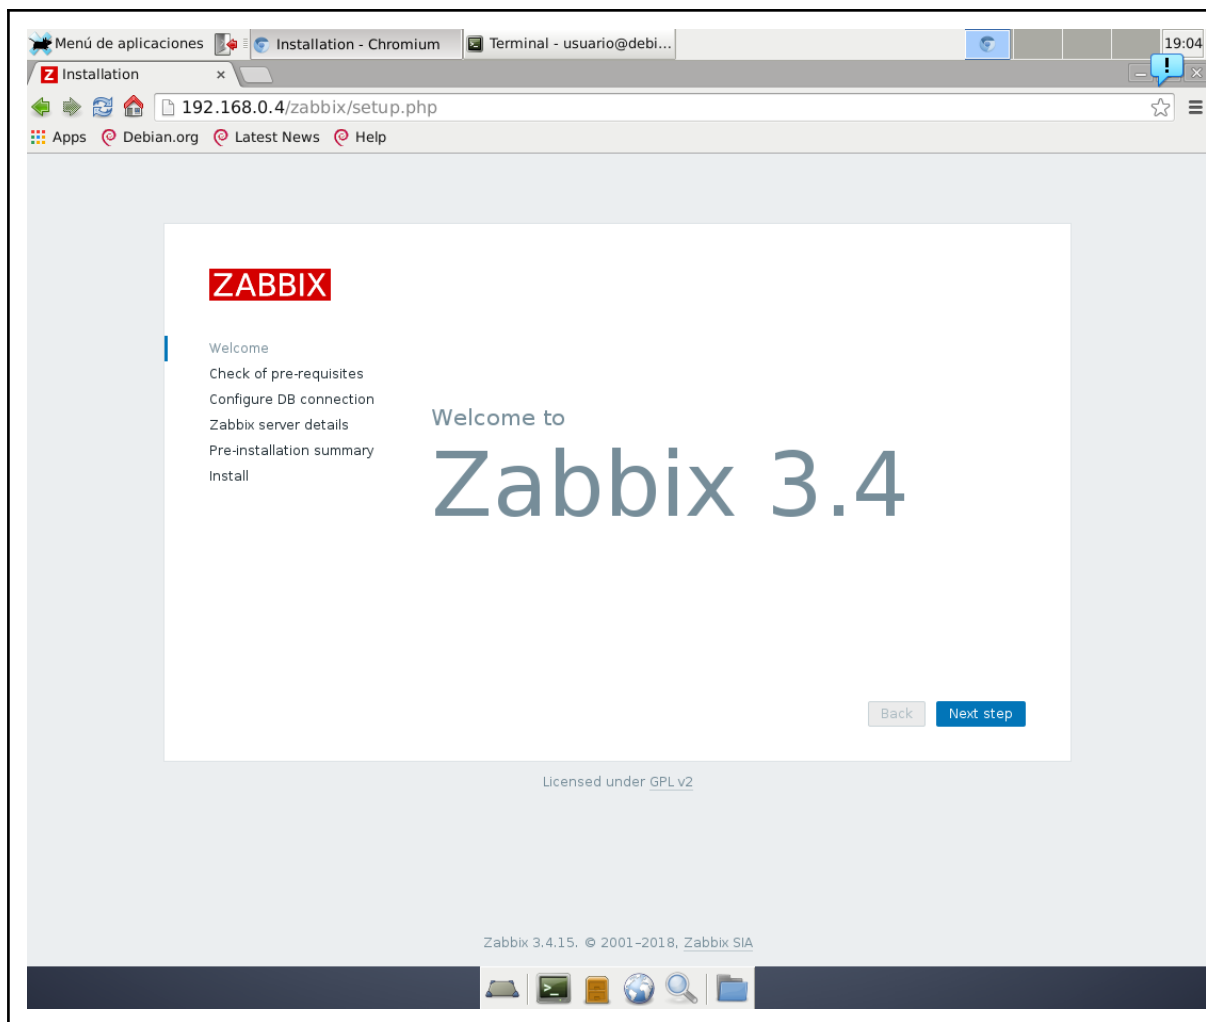 Menú de aplicaciones Installation - Chromium Terminal - usuario@debi... 19:04
Z Installation
192.168.0.4/zabbix/setup.php
Apps Debian.org Latest News Help
ZABBIX
Welcome
Check of pre-requisites
Configure DB connection
Zabbix server details
Pre-installation summary
Install
Welcome to
Zabbix 3.4
Back Next step
Licensed under GPL v2
Zabbix 3.4.15. © 2001–2018, Zabbix SIA